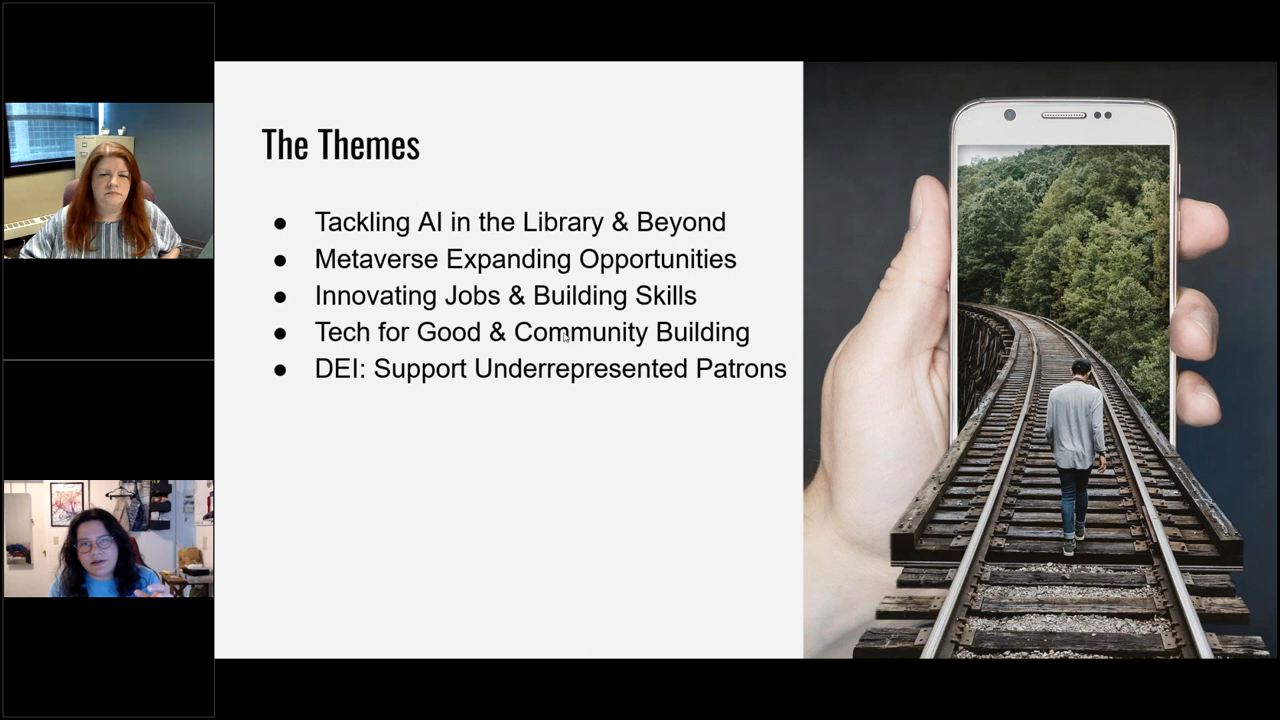 The Themes
● Tackling AI in the Library & Beyond
● Metaverse Expanding Opportunities
● Innovating Jobs & Building Skills
● Tech for Good & Community Building
● DEI: Support Underrepresented Patrons